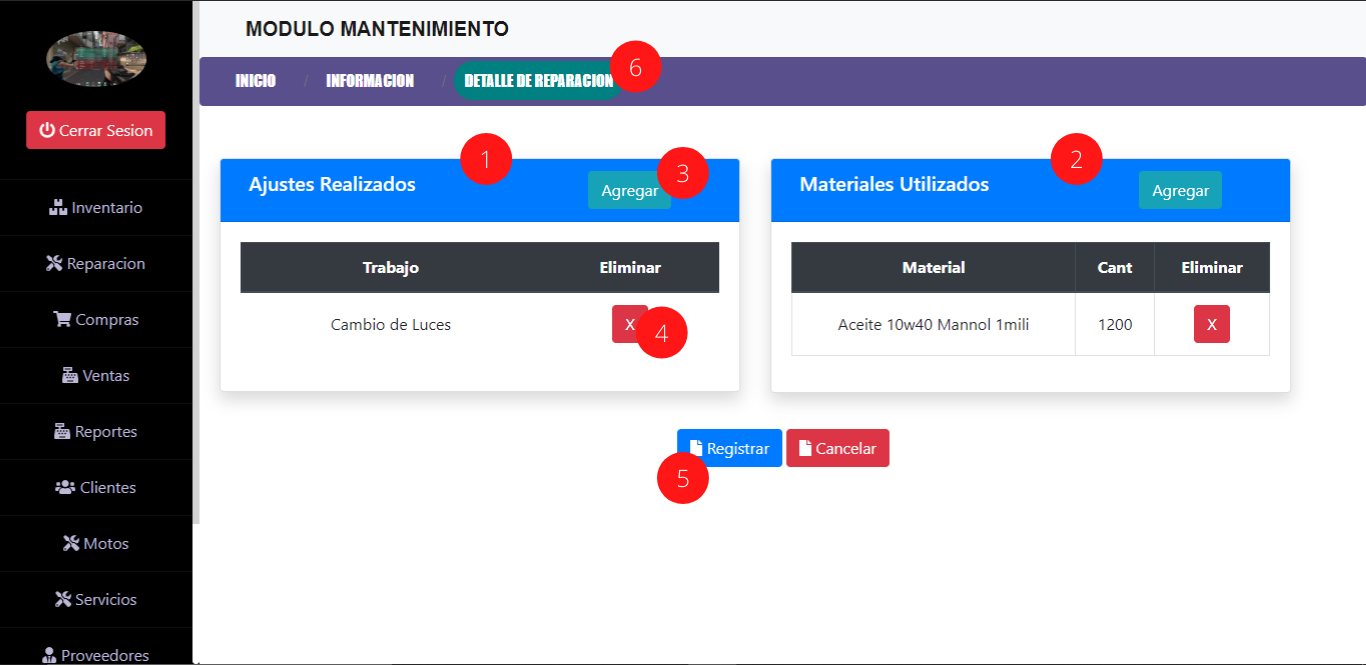 MODULO MANTENIMIENTO
INICIO / INFORMACION / DETALLE DE REPARACION 6
Cerrar Sesion
Inventario
Reparacion
Compras
Ventas
Reportes
Clientes
Motos
Servicios
Proveedores
1
Ajustes Realizados
Agregar 3
Trabajo Eliminar
Cambio de Luces X 4
2
Materiales Utilizados
Agregar
Material Cant Eliminar
Aceite 10w40 Mannol 1mili 1200 X
Registrar Cancelar
5